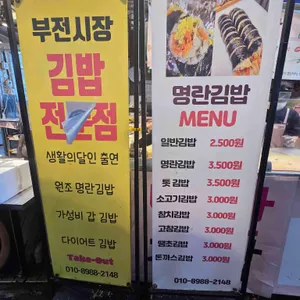 부전시장
김밥
전문점
생활의달인 출연
원조 명란김밥
가성비 갑 김밥
다이어트 김밥
Take-Out
010-8988-2148
명란김밥
MENU
일반김밥 2.500원
명란김밥 3.500원
톳 김밥 3.500원
소고기김밥 3.000원
참치김밥 3.000원
고참김밥 3.000원
땡초김밥 3.000원
돈까스김밥 3.000원
010-8988-2148